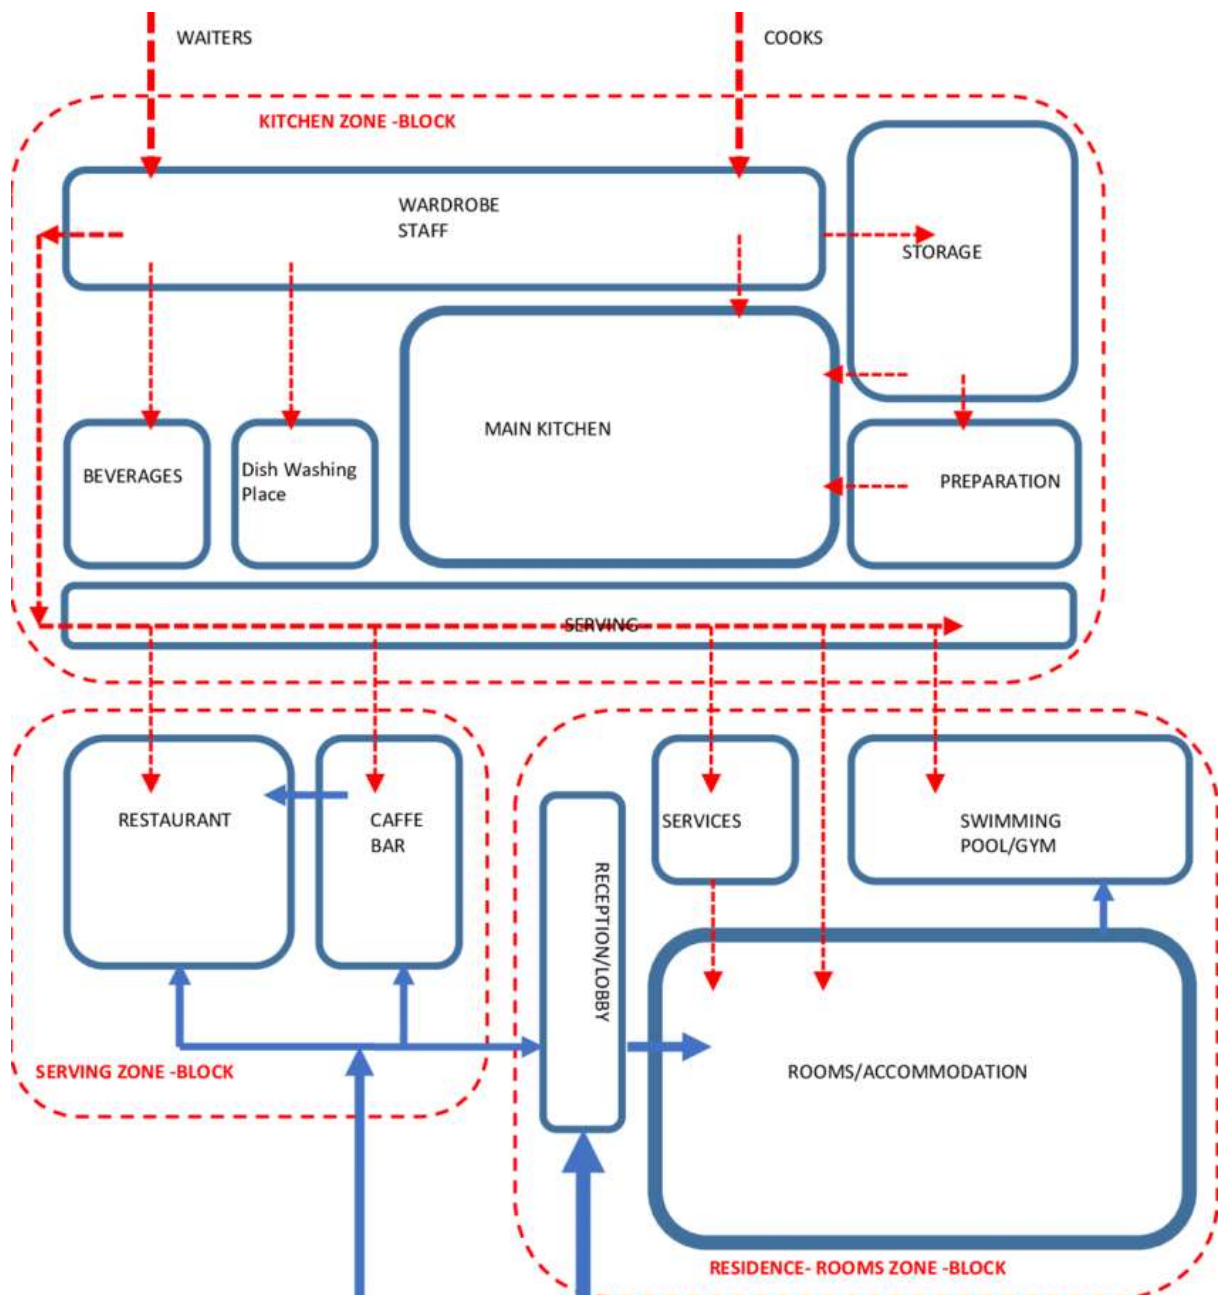 WAITERS
COOKS
KITCHEN ZONE -BLOCK
WARDROBE
STAFF
STORAGE
MAIN KITCHEN
BEVERAGES
Dish Washing
Place
PREPARATION
SERVING
RESTAURANT
CAFFE
BAR
SERVICES
SWIMMING
POOL/GYM
RECEPTION/LOBBY
SERVING ZONE -BLOCK
ROOMS/ACCOMMODATION
RESIDENCE- ROOMS ZONE -BLOCK